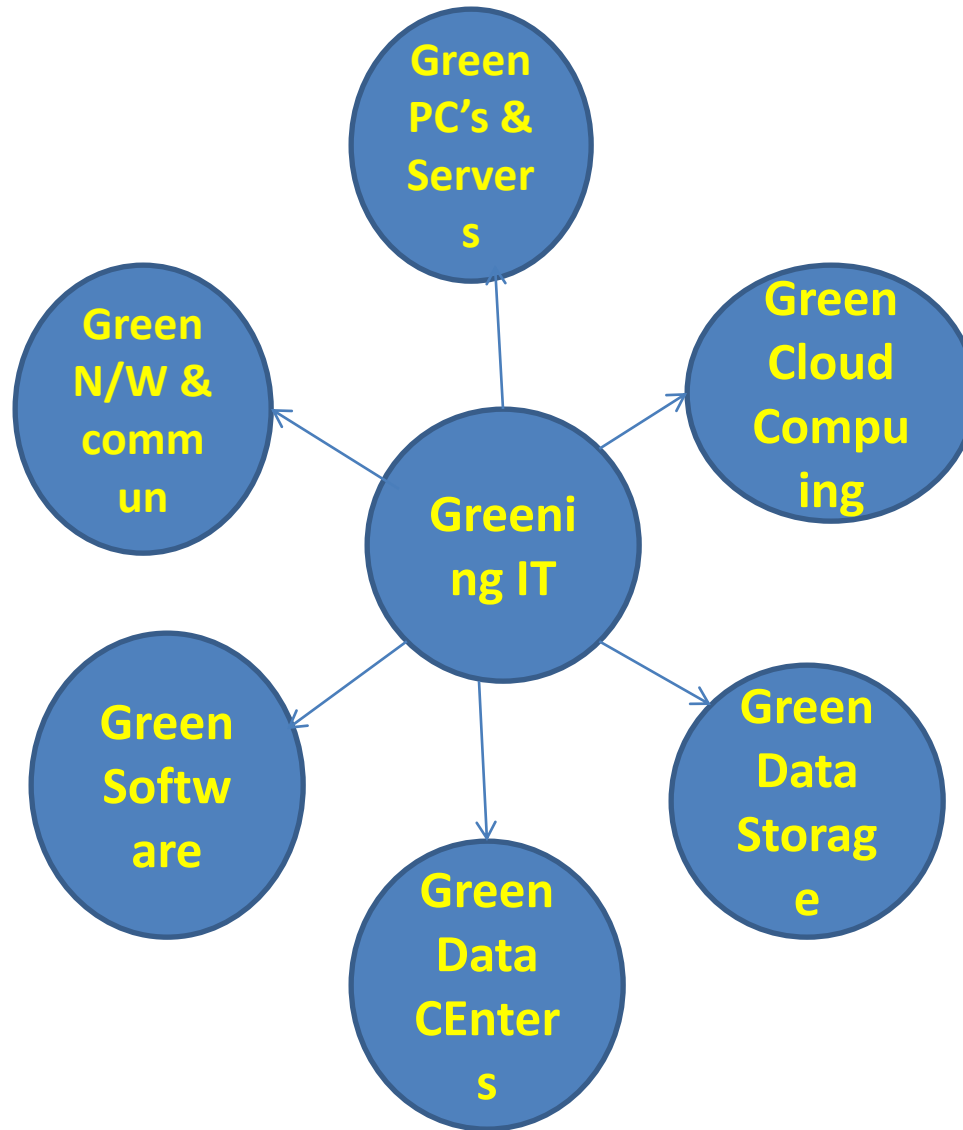 Green
PC’s &
Server
s
Green
N/W &
comm
un
Green
Cloud
Compu
ing
Greeni
ng IT
Green
Softw
are
Green
Data
Storag
e
Green
Data
CEnter
s